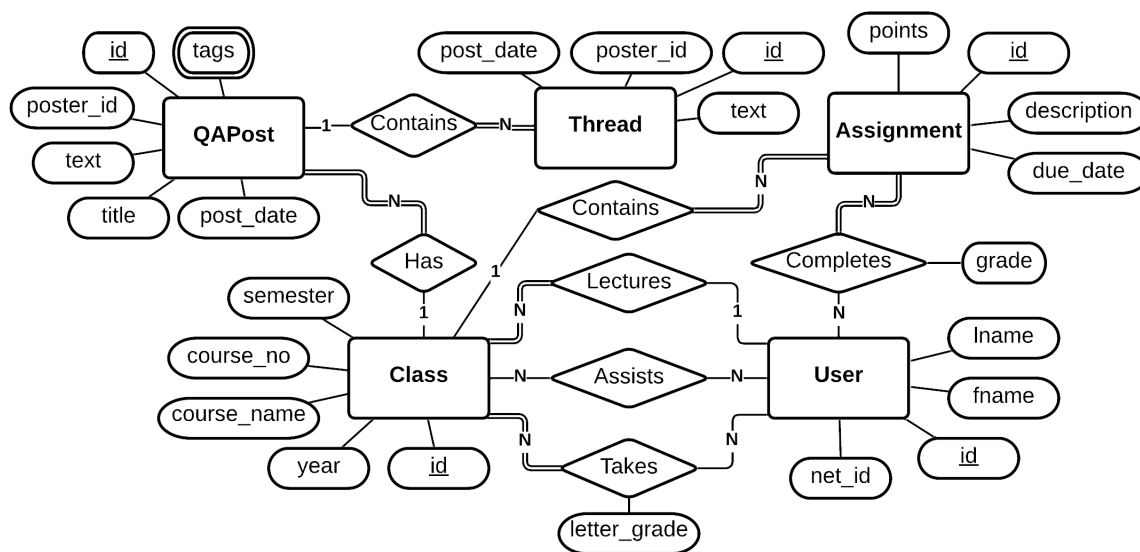 id
tags
poster_id
QAPost
text
title
post_date
1
Contains
N
post_date
poster_id
id
Thread
text
points
id
Assignment
description
due_date
N
Has
1
Contains
N
1
N
Completes
grade
N
semester
course_no
course_name
year
id
Class
N
Lectures
1
N
Assists
N
N
Takes
N
letter_grade
User
lname
fname
id
net_id